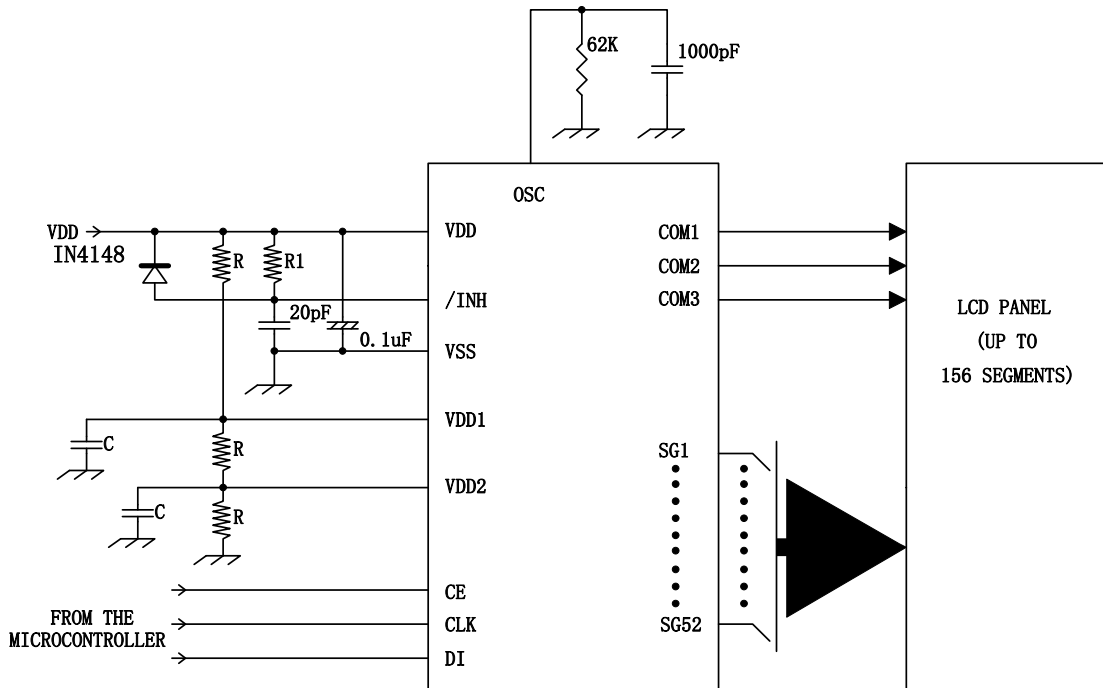 62K
1000pF
OSC
VDD
IN4148
R
R1
VDD
COM1
COM2
/INH
COM3
20pF
0.1uF
VSS
LCD PANEL
(UP TO
156 SEGMENTS)
VDD1
C
R
SG1
VDD2
C
R
CE
FROM THE
MICROCONTROLLER
CLK
SG52
DI